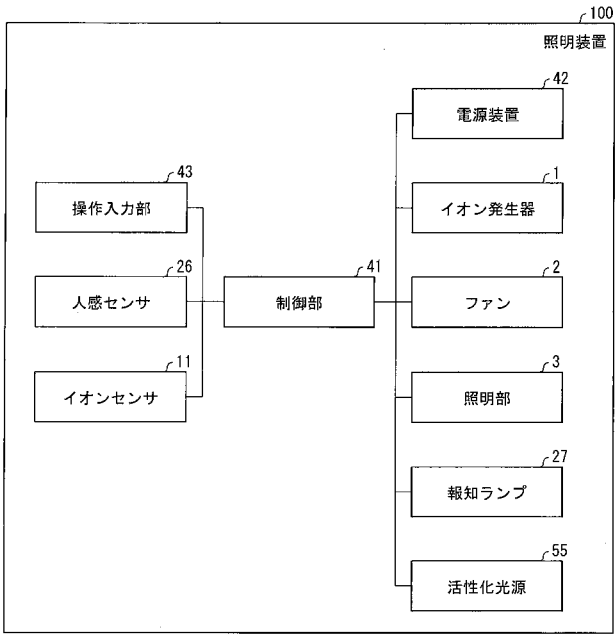 100
照明装置
43
操作入力部
26
人感センサ
11
イオンセンサ
41
制御部
42
電源装置
1
イオン発生器
2
ファン
3
照明部
27
報知ランプ
55
活性化光源